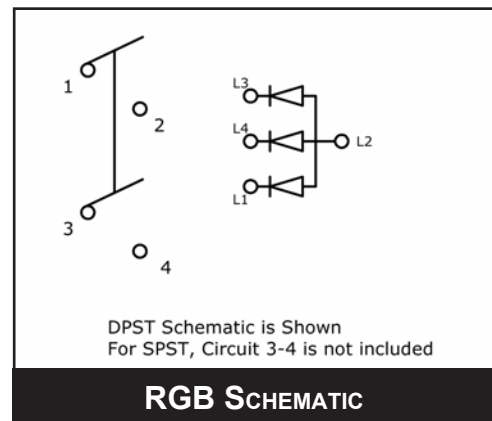 1
2
3
4
L3
L4
L2
L1
DPST Schematic is Shown
For SPST, Circuit 3-4 is not included
RGB SCHEMATIC